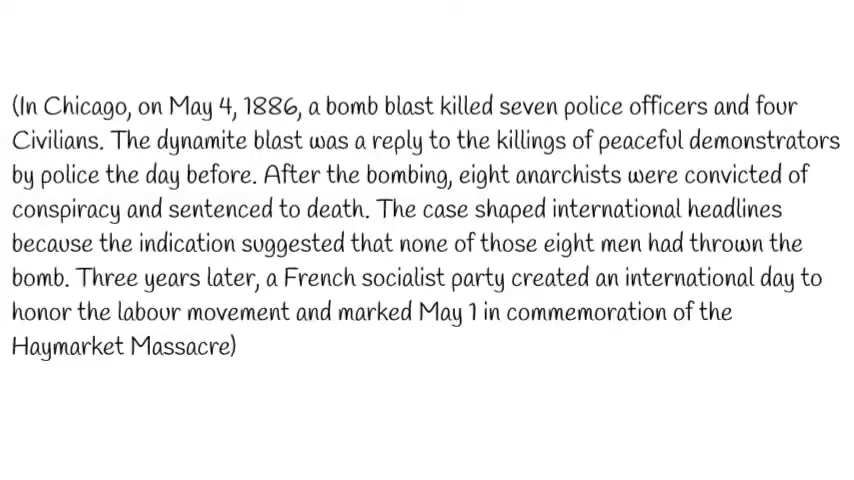 (In Chicago, on May 4, 1886, a bomb blast killed seven police officers and four
Civilians. The dynamite blast was a reply to the killings of peaceful demonstrators
by police the day before. After the bombing, eight anarchists were convicted of
conspiracy and sentenced to death. The case shaped international headlines
because the indication suggested that none of those eight men had thrown the
bomb. Three years later, a French socialist party created an international day to
honor the labour movement and marked May 1 in commemoration of the
Haymarket Massacre)